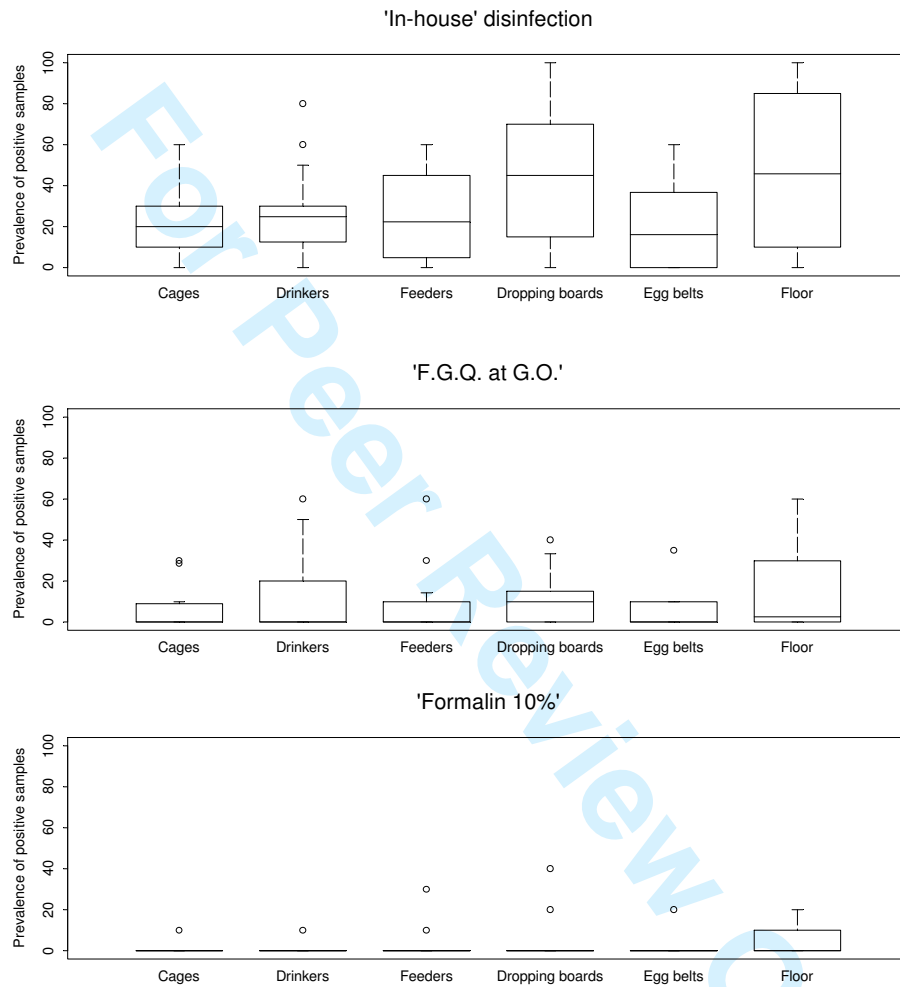 'In-house' disinfection
Prevalence of positive samples
0 20 40 60 80 100
Cages Drinkers Feeders Dropping boards Egg belts Floor
'F.G.Q. at G.O.'
Prevalence of positive samples
0 20 40 60 80 100
Cages Drinkers Feeders Dropping boards Egg belts Floor
'Formalin 10%'
Prevalence of positive samples
0 20 40 60 80 100
Cages Drinkers Feeders Dropping boards Egg belts Floor
For Peer Review